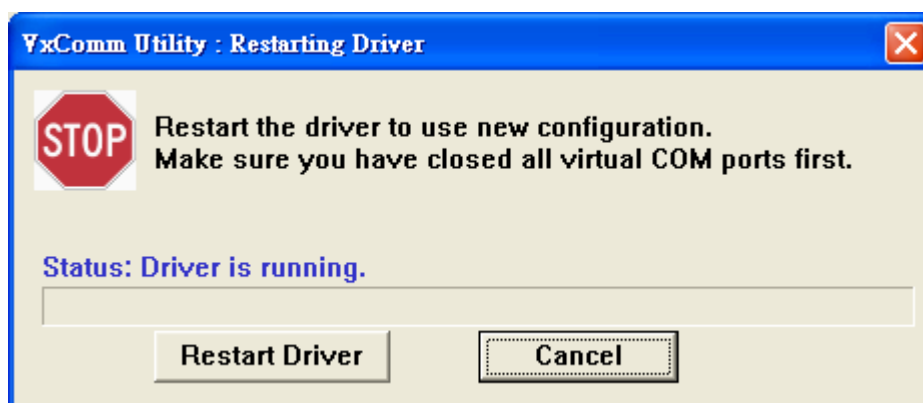 VxComm Utility : Restarting Driver
STOP
Restart the driver to use new configuration.
Make sure you have closed all virtual COM ports first.
Status: Driver is running.
Restart Driver
Cancel